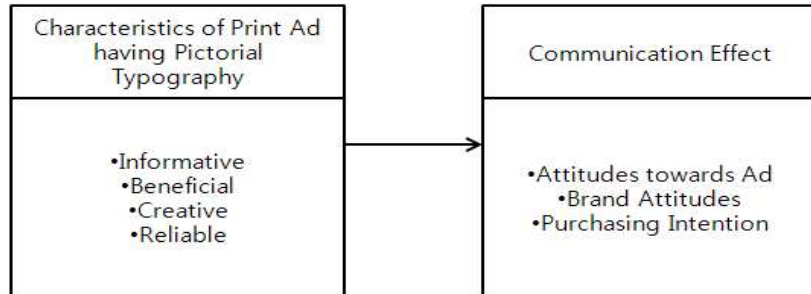 Characteristics of Print Ad
having Pictorial
Typography
•Informative
•Beneficial
•Creative
•Reliable
Communication Effect
•Attitudes towards Ad
•Brand Attitudes
•Purchasing Intention